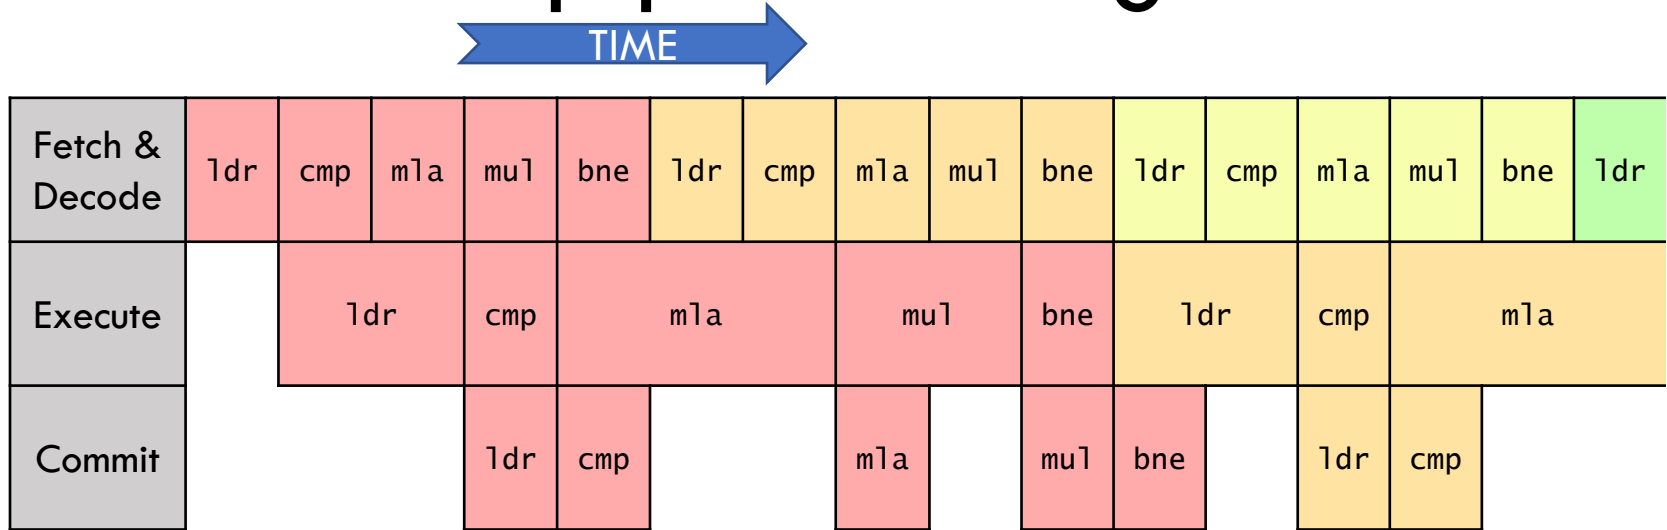 TIME
Fetch &
Decode
ldr cmp mla mul bne ldr cmp mla mul bne ldr cmp mla mul bne ldr
Execute
ldr cmp mla mul bne ldr cmp mla
Commit
ldr cmp mla mul bne ldr cmp